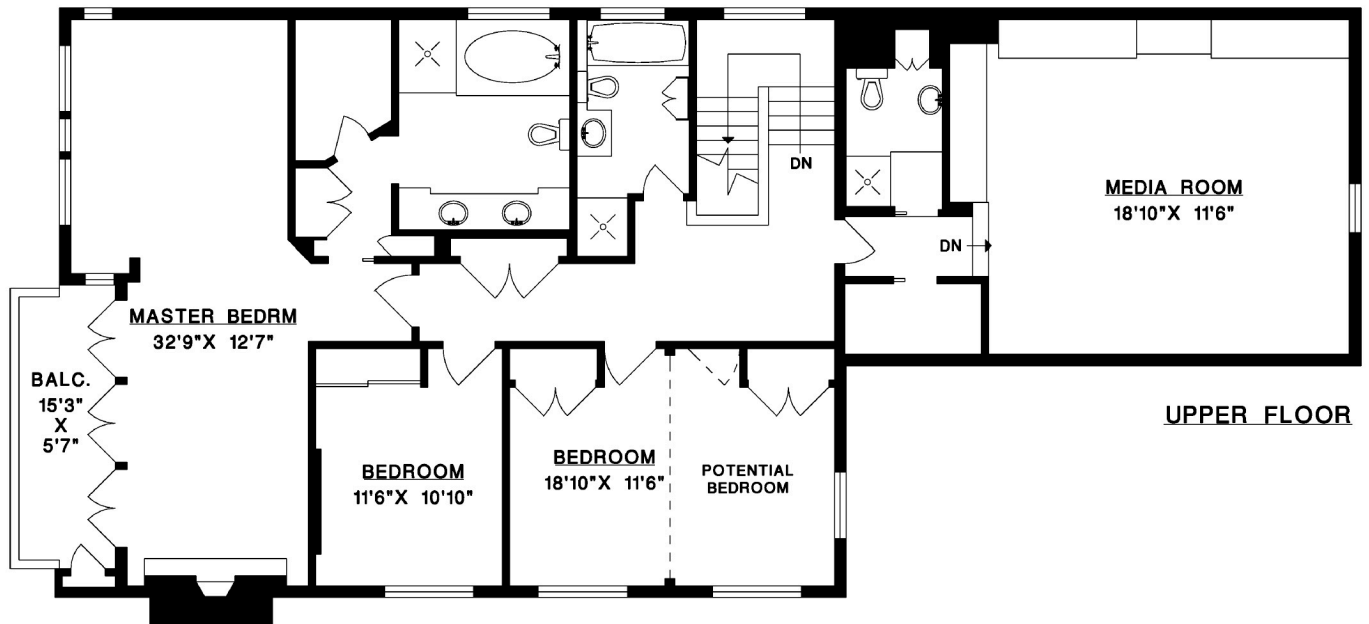 DN
MEDIA ROOM
18'10"X 11'6"
DN
MASTER BEDRM
32'9"X 12'7"
BALC.
15'3"
X
5'7"
UPPER FLOOR
BEDROOM
11'6"X 10'10"
BEDROOM
18'10"X 11'6"
POTENTIAL
BEDROOM